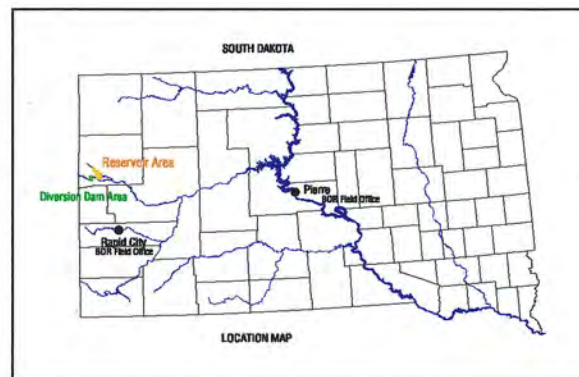 SOUTH DAKOTA
Reservoir Area
Diversion Dam Area
Pierre
BOR Field Office
Rapid City
BOR Field Office
LOCATION MAP